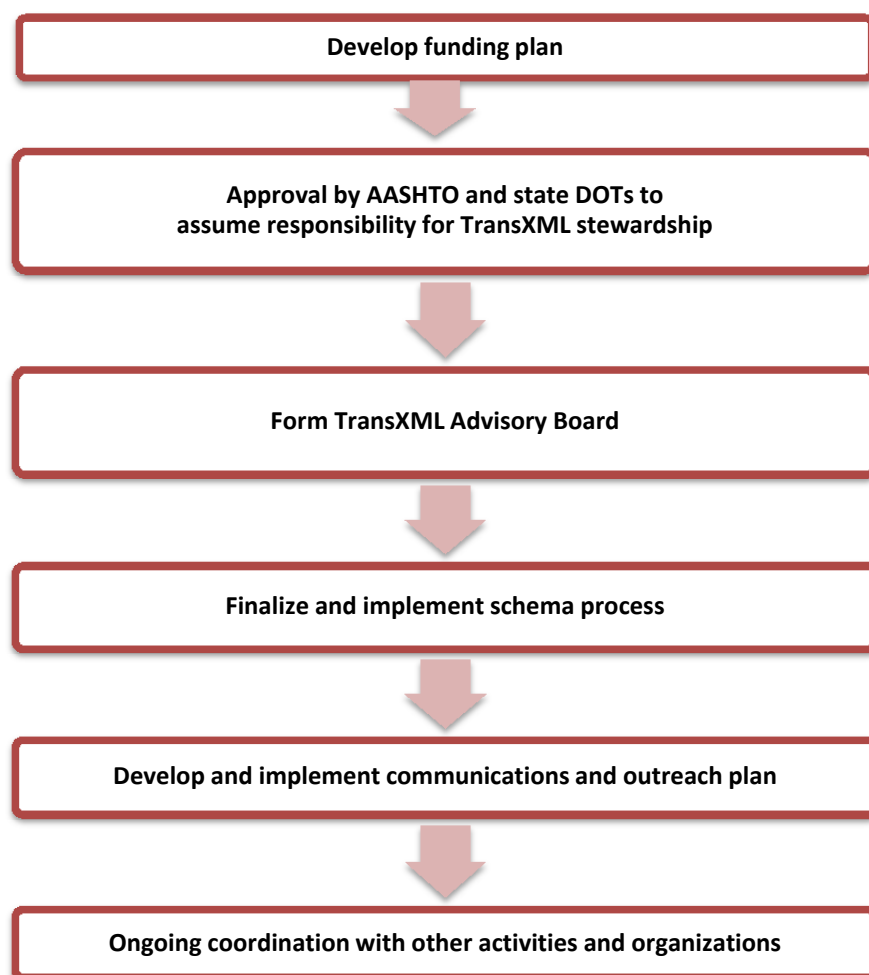 Develop funding plan
Approval by AASHTO and state DOTs to
assume responsibility for TransXML stewardship
Form TransXML Advisory Board
Finalize and implement schema process
Develop and implement communications and outreach plan
Ongoing coordination with other activities and organizations